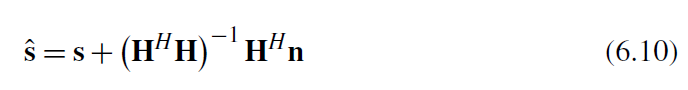 ŝ = s + (H^H H)^{-1} H^H n (6.10)